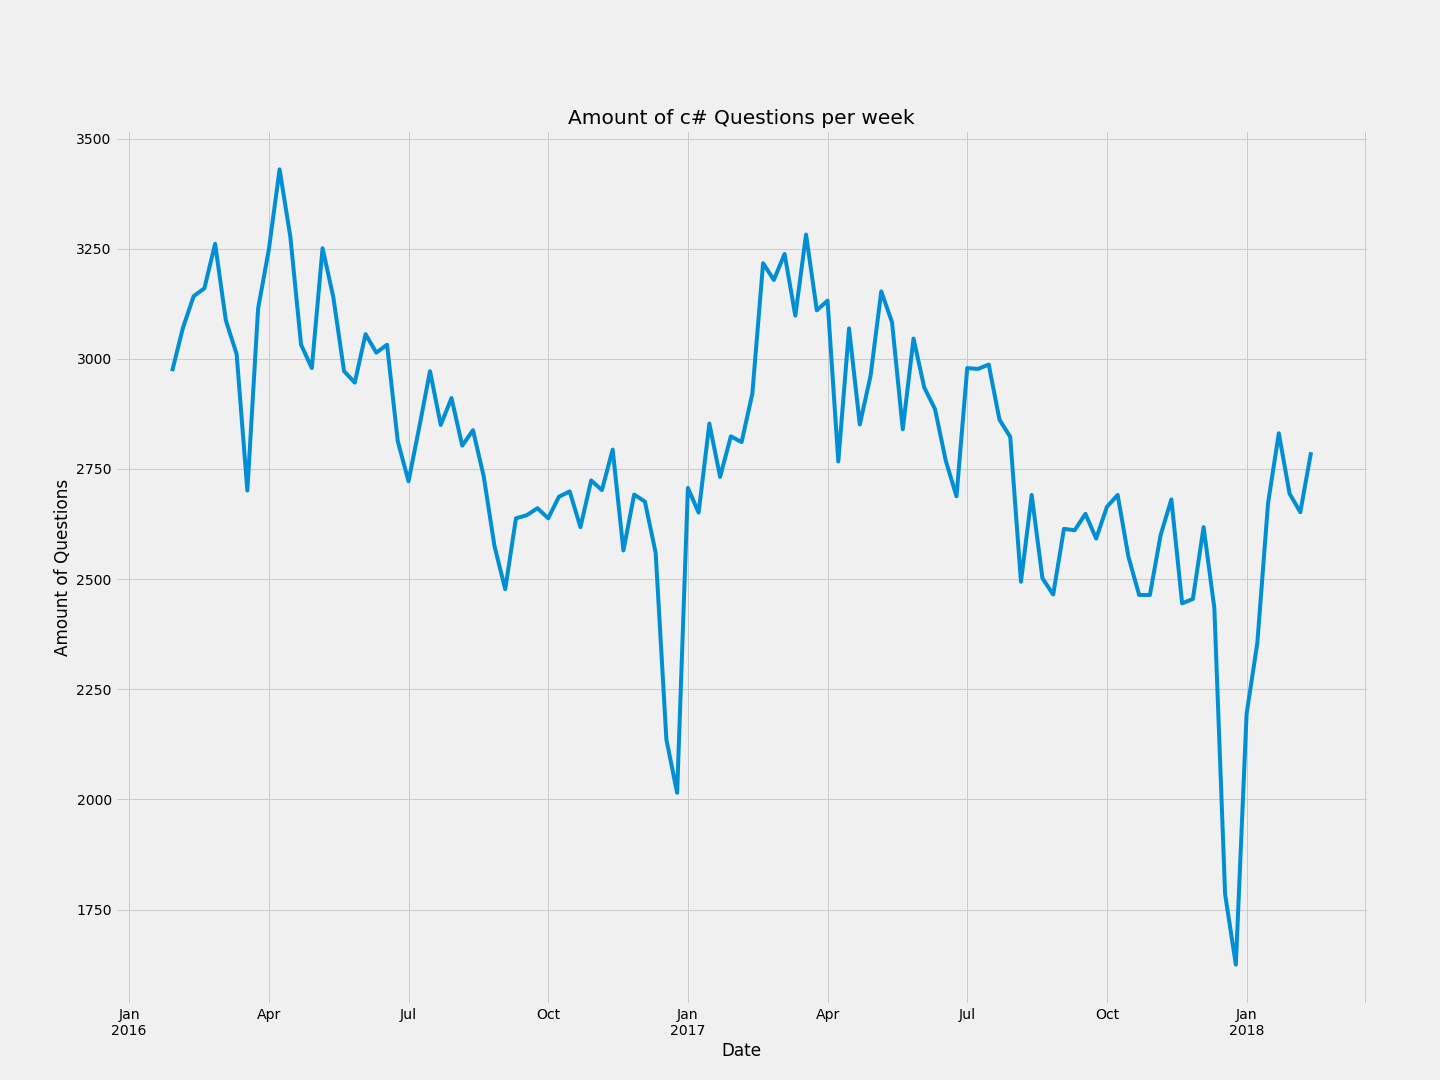 Amount of c# Questions per week
3500
3250
3000
2750
2500
2250
2000
1750
Amount of Questions
Jan Apr Jul Oct Jan Apr Jul Oct Jan
2016 2017 2018
Date